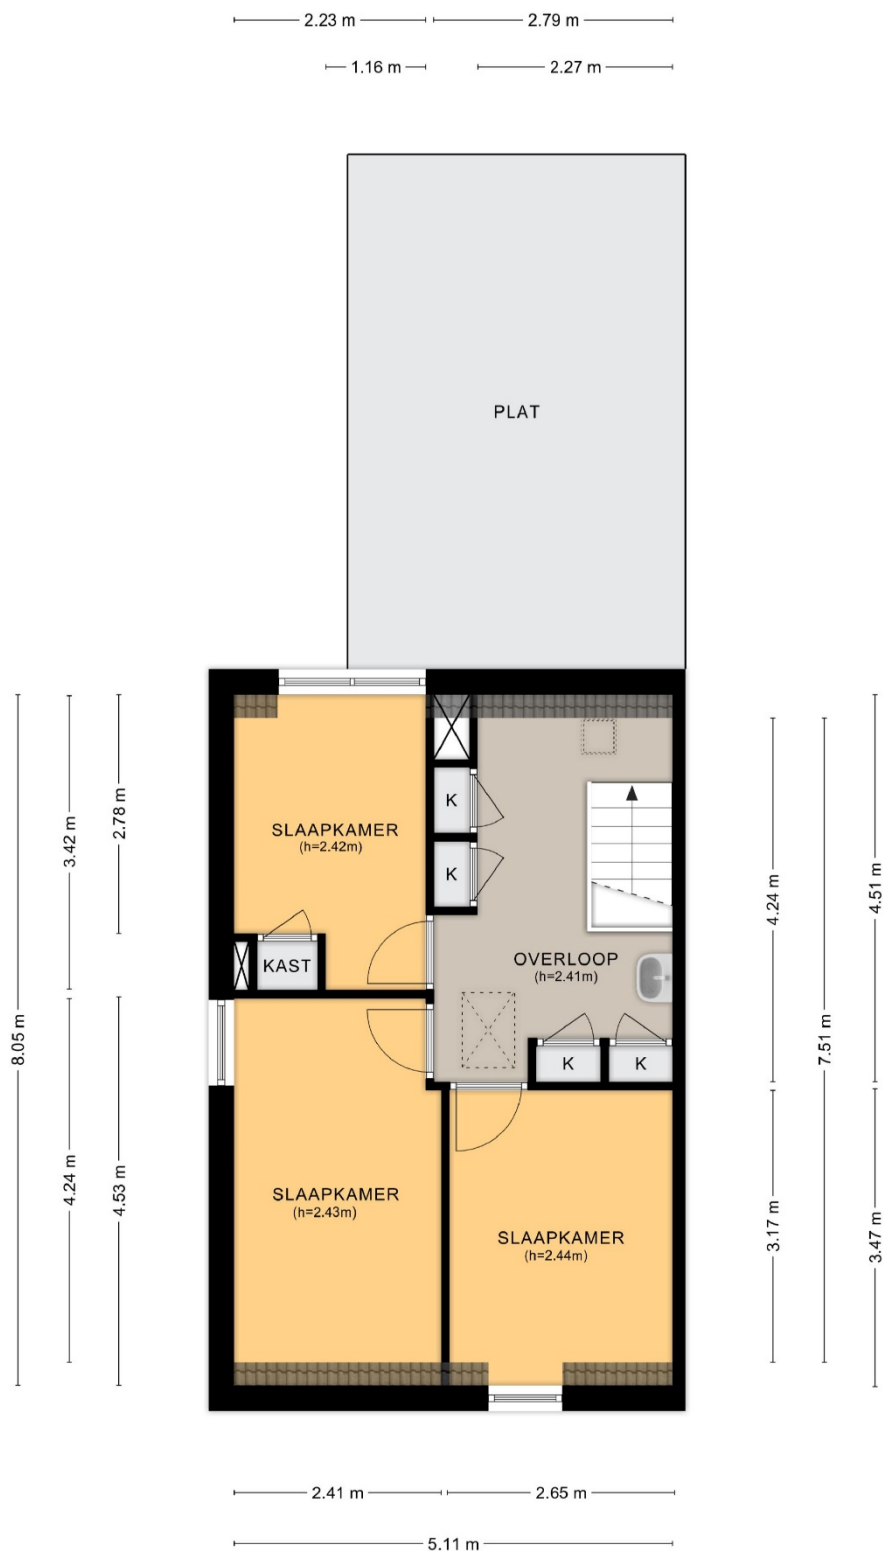 2.23 m
2.79 m
1.16 m
2.27 m
PLAT
SLAAPKAMER
(h=2.42m)
K
K
KAST
OVERLOOP
(h=2.41m)
K
K
SLAAPKAMER
(h=2.43m)
SLAAPKAMER
(h=2.44m)
8.05 m
3.42 m
4.24 m
2.78 m
4.53 m
4.24 m
3.17 m
7.51 m
4.51 m
3.47 m
2.41 m
2.65 m
5.11 m